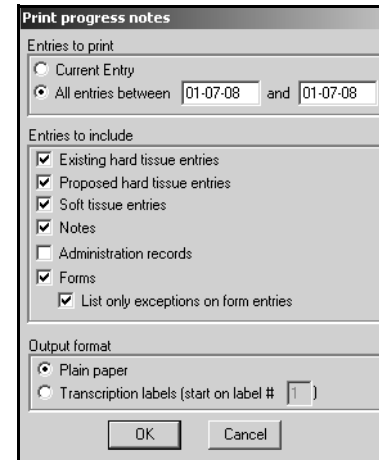 Print progress notes
Entries to print
Current Entry
All entries between 01-07-08 and 01-07-08
Entries to include
Existing hard tissue entries
Proposed hard tissue entries
Soft tissue entries
Notes
Administration records
Forms
List only exceptions on form entries
Output format
Plain paper
Transcription labels (start on label # 1 )
OK Cancel